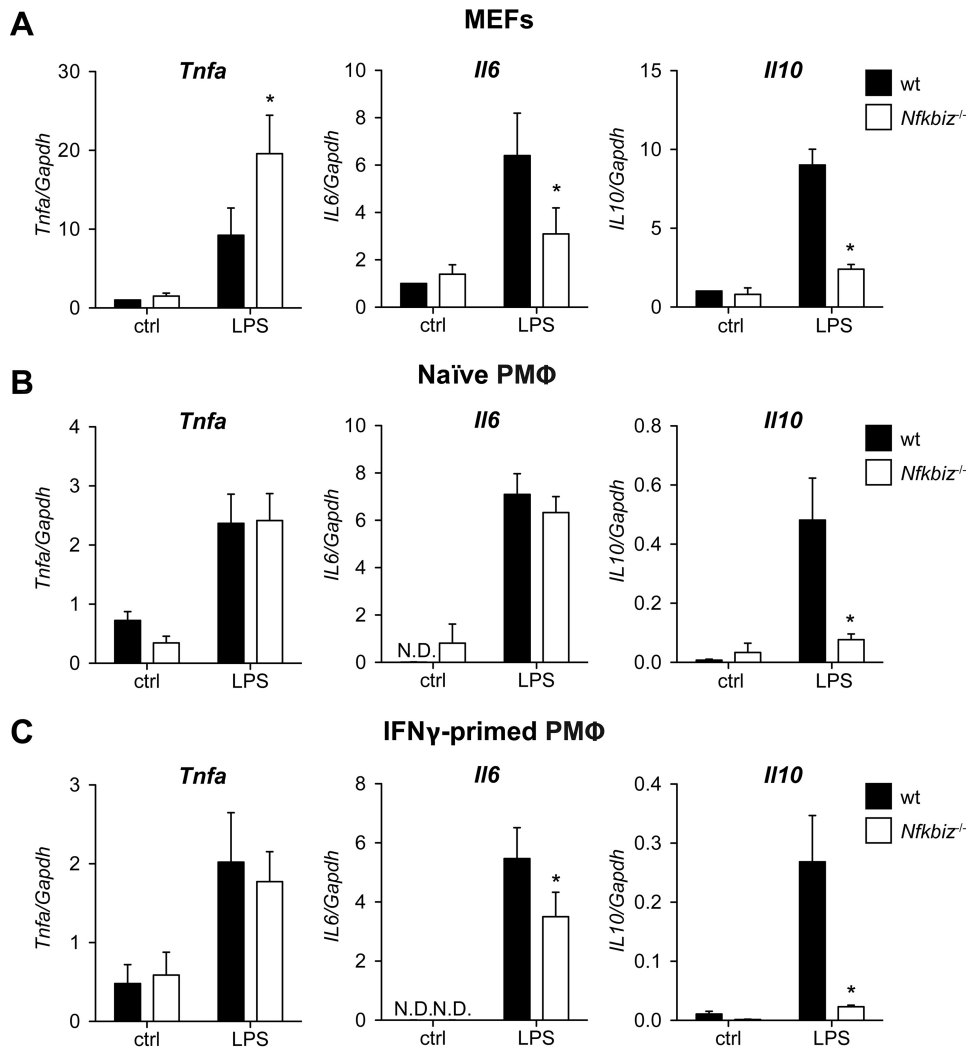 A
MEFs
Tnfa
Il6
Il10
Tnfa/Gapdh
30
20
10
0
ctrl
LPS
IL6/Gapdh
10
8
6
4
2
0
ctrl
LPS
IL10/Gapdh
15
10
5
0
ctrl
LPS
*
*
*
wt
Nfkbiz-/-
B
Naïve PMΦ
Tnfa
Il6
Il10
Tnfa/Gapdh
4
3
2
1
0
ctrl
LPS
IL6/Gapdh
10
8
6
4
2
0
N.D.
ctrl
LPS
IL10/Gapdh
0.8
0.6
0.4
0.2
0.0
ctrl
LPS
*
wt
Nfkbiz-/-
C
IFNγ-primed PMΦ
Tnfa
Il6
Il10
Tnfa/Gapdh
3
2
1
0
ctrl
LPS
IL6/Gapdh
8
6
4
2
0
N.D.N.D.
ctrl
LPS
*
IL10/Gapdh
0.4
0.3
0.2
0.1
0.0
ctrl
LPS
*
wt
Nfkbiz-/-